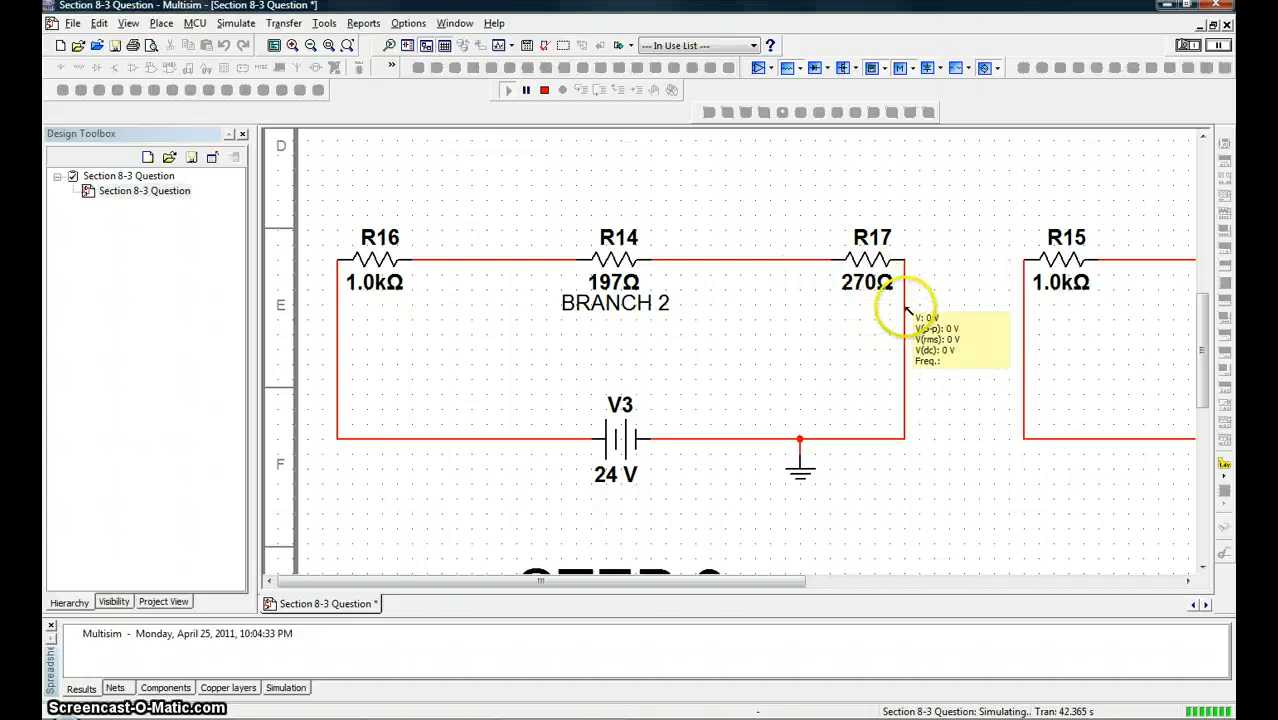 Section 8-3 Question - Multisim - [Section 8-3 Question *]
File Edit View Place MCU Simulate Transfer Tools Reports Options Window Help
--- In Use List ---
Design Toolbox
Section 8-3 Question
Section 8-3 Question
D
E
F
R16
R14
R17
R15
1.0kΩ
197Ω
270Ω
1.0kΩ
BRANCH 2
V: 0 V
V(p-p): 0 V
V(rms): 0 V
V(dc): 0 V
Freq.:
V3
24 V
Hierarchy Visibility Project View
Section 8-3 Question *
Multisim - Monday, April 25, 2011, 10:04:33 PM
Results Nets Components Copper layers Simulation
Screencast-O-Matic.com
- Section 8-3 Question: Simulating... Tran: 42.365 s